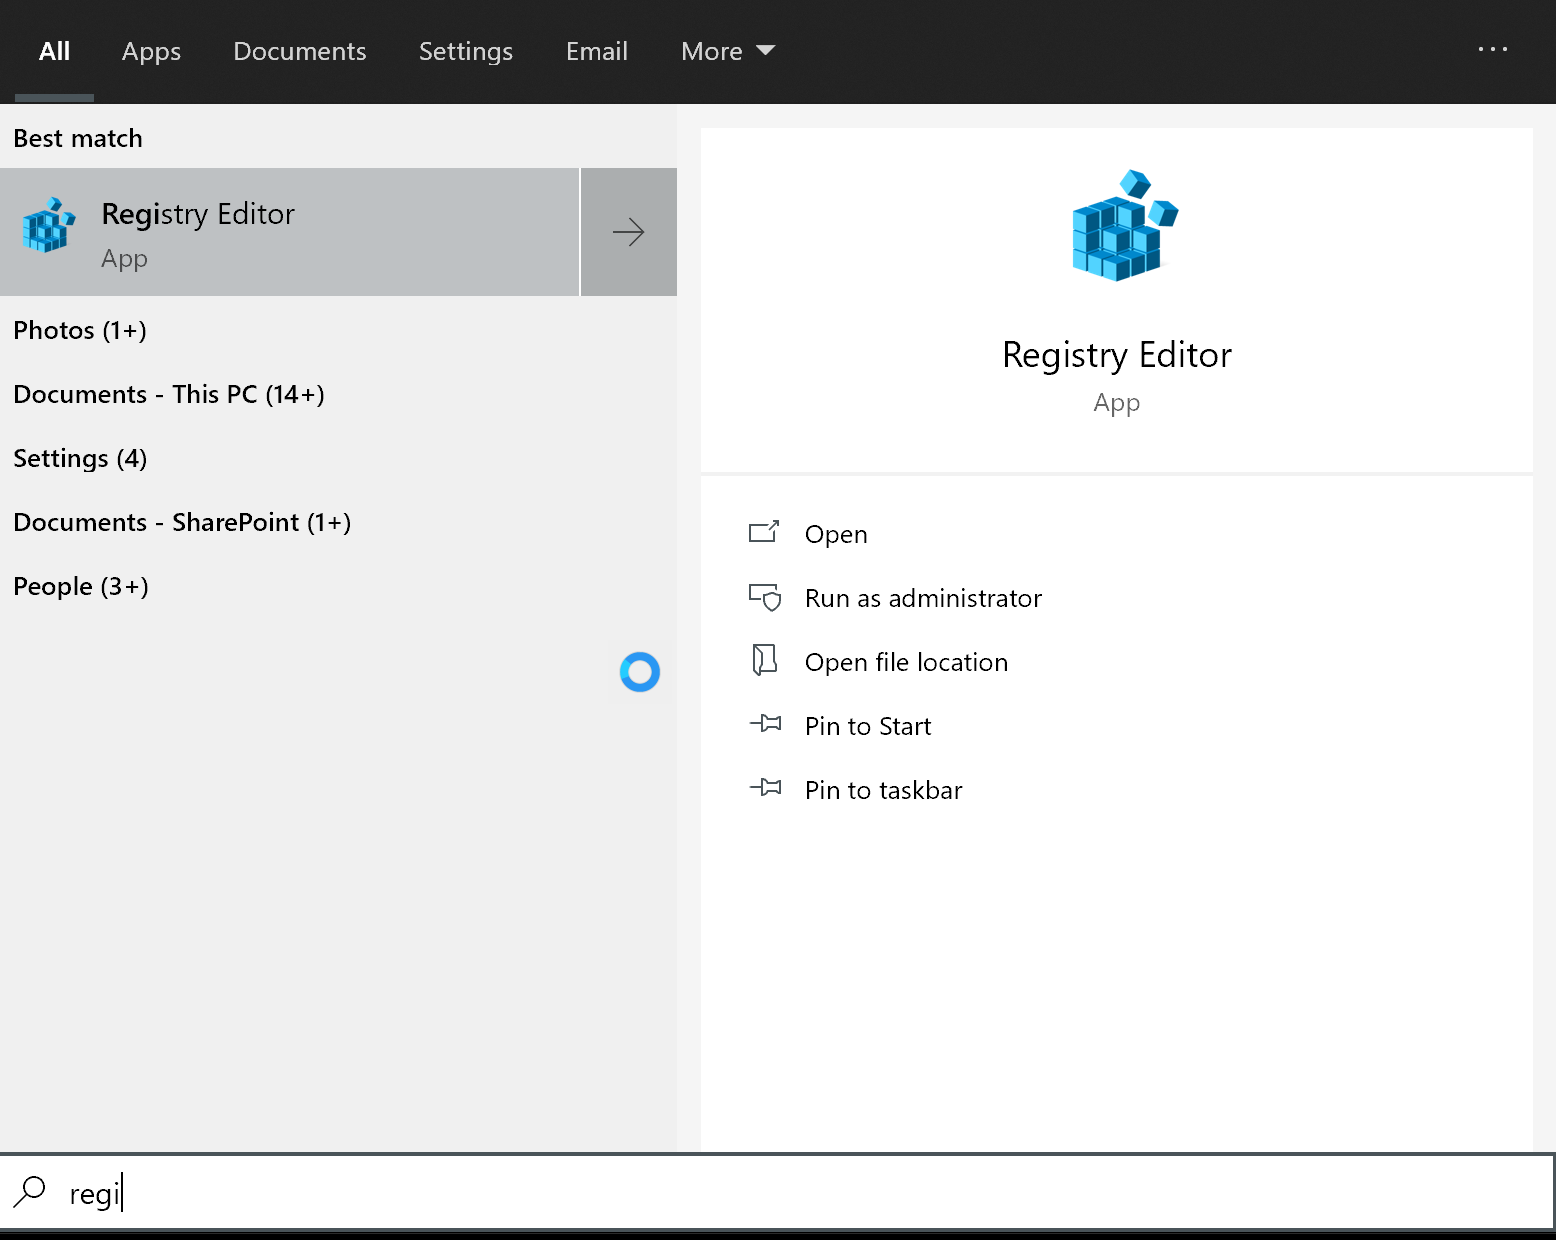 All Apps Documents Settings Email More ...
Best match
Registry Editor
App
Photos (1+)
Documents - This PC (14+)
Settings (4)
Documents - SharePoint (1+)
People (3+)
Registry Editor
App
Open
Run as administrator
Open file location
Pin to Start
Pin to taskbar
regi